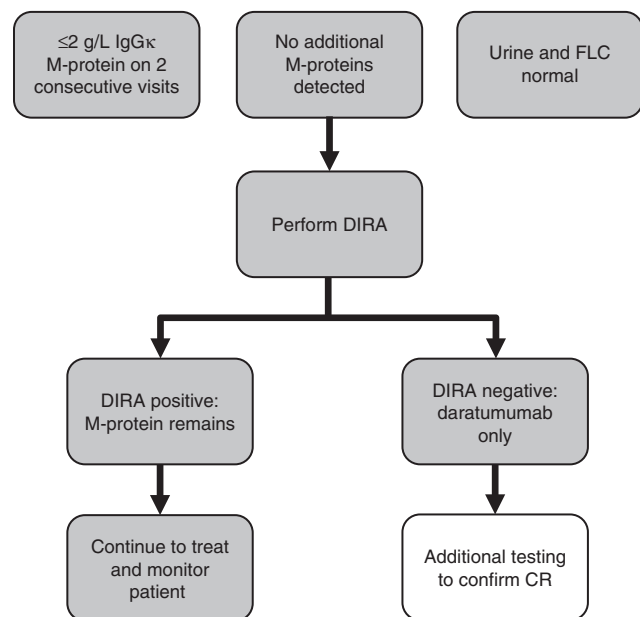 ≤2 g/L IgGκ
M-protein on 2
consecutive visits
No additional
M-proteins
detected
Urine and FLC
normal
Perform DIRA
DIRA positive:
M-protein remains
DIRA negative:
daratumumab
only
Continue to treat
and monitor
patient
Additional testing
to confirm CR